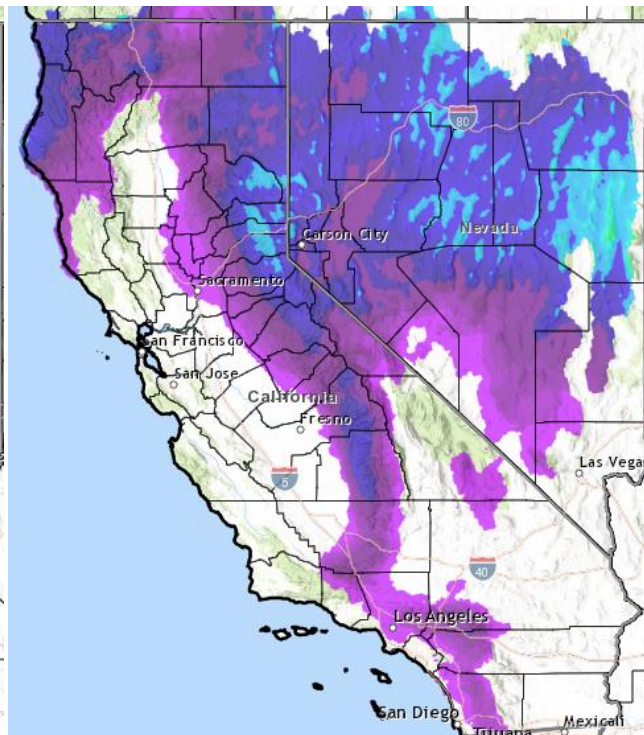 80
Carson City
Nevada
Sacramento
San Francisco
San Jose
California
Fresno
5
Las Vegas
40
Los Angeles
San Diego
Tijuana
Mexicali